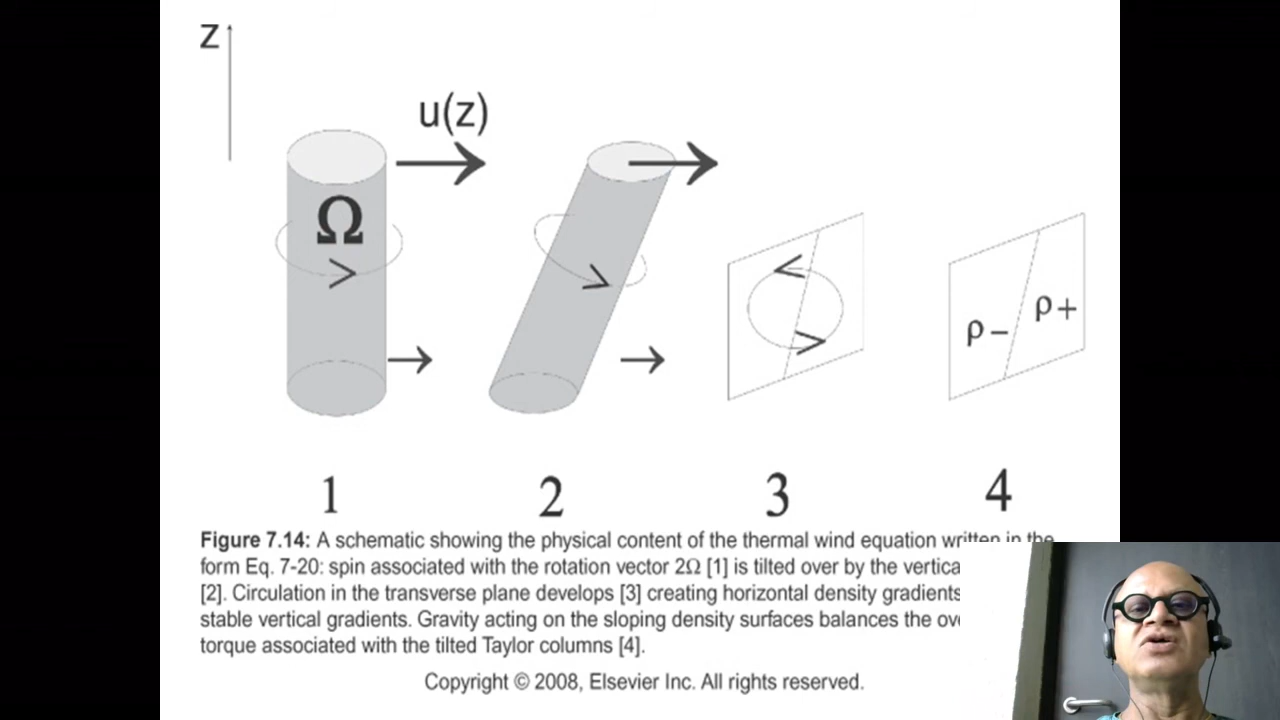 z
u(z)
Ω
ρ−
ρ+
1 2 3 4
Figure 7.14: A schematic showing the physical content of the thermal wind equation written in the
form Eq. 7-20: spin associated with the rotation vector 2Ω [1] is tilted over by the
[2]. Circulation in the transverse plane develops [3] creating horizontal density gradients
stable vertical gradients. Gravity acting on the sloping density surfaces balances the
torque associated with the tilted Taylor columns [4].
Copyright © 2008, Elsevier Inc. All rights reserved.